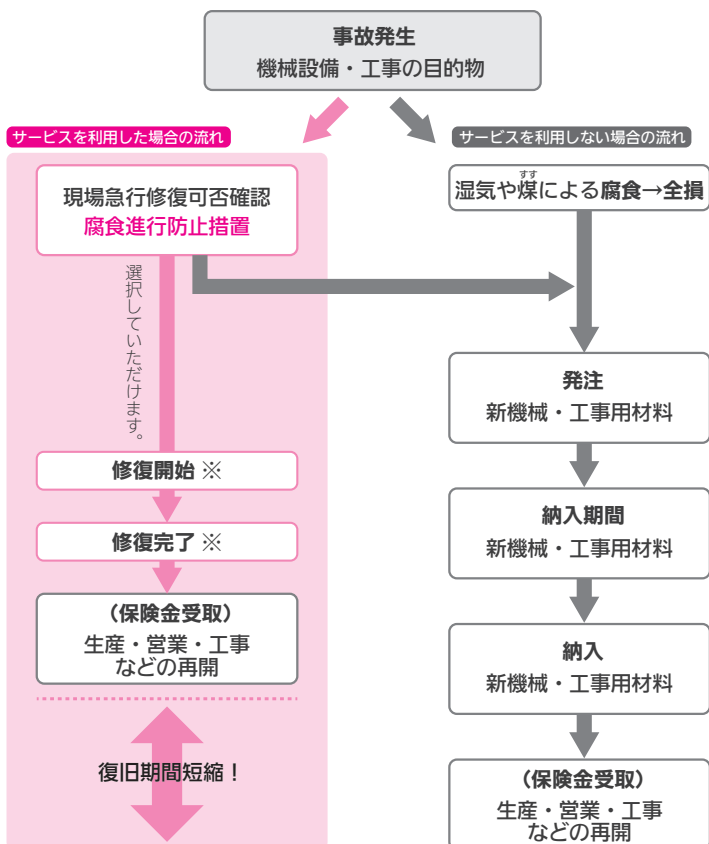 事故発生
機械設備・工事の目的物
サービスを利用した場合の流れ
現場急行修復可否確認
腐食進行防止措置
選択していただけます。
修復開始 ※
修復完了 ※
（保険金受取）
生産・営業・工事
などの再開
復旧期間短縮！
サービスを利用しない場合の流れ
すす
湿気や煤による腐食→全損
発注
新機械・工事用材料
納入期間
新機械・工事用材料
納入
新機械・工事用材料
（保険金受取）
生産・営業・工事
などの再開